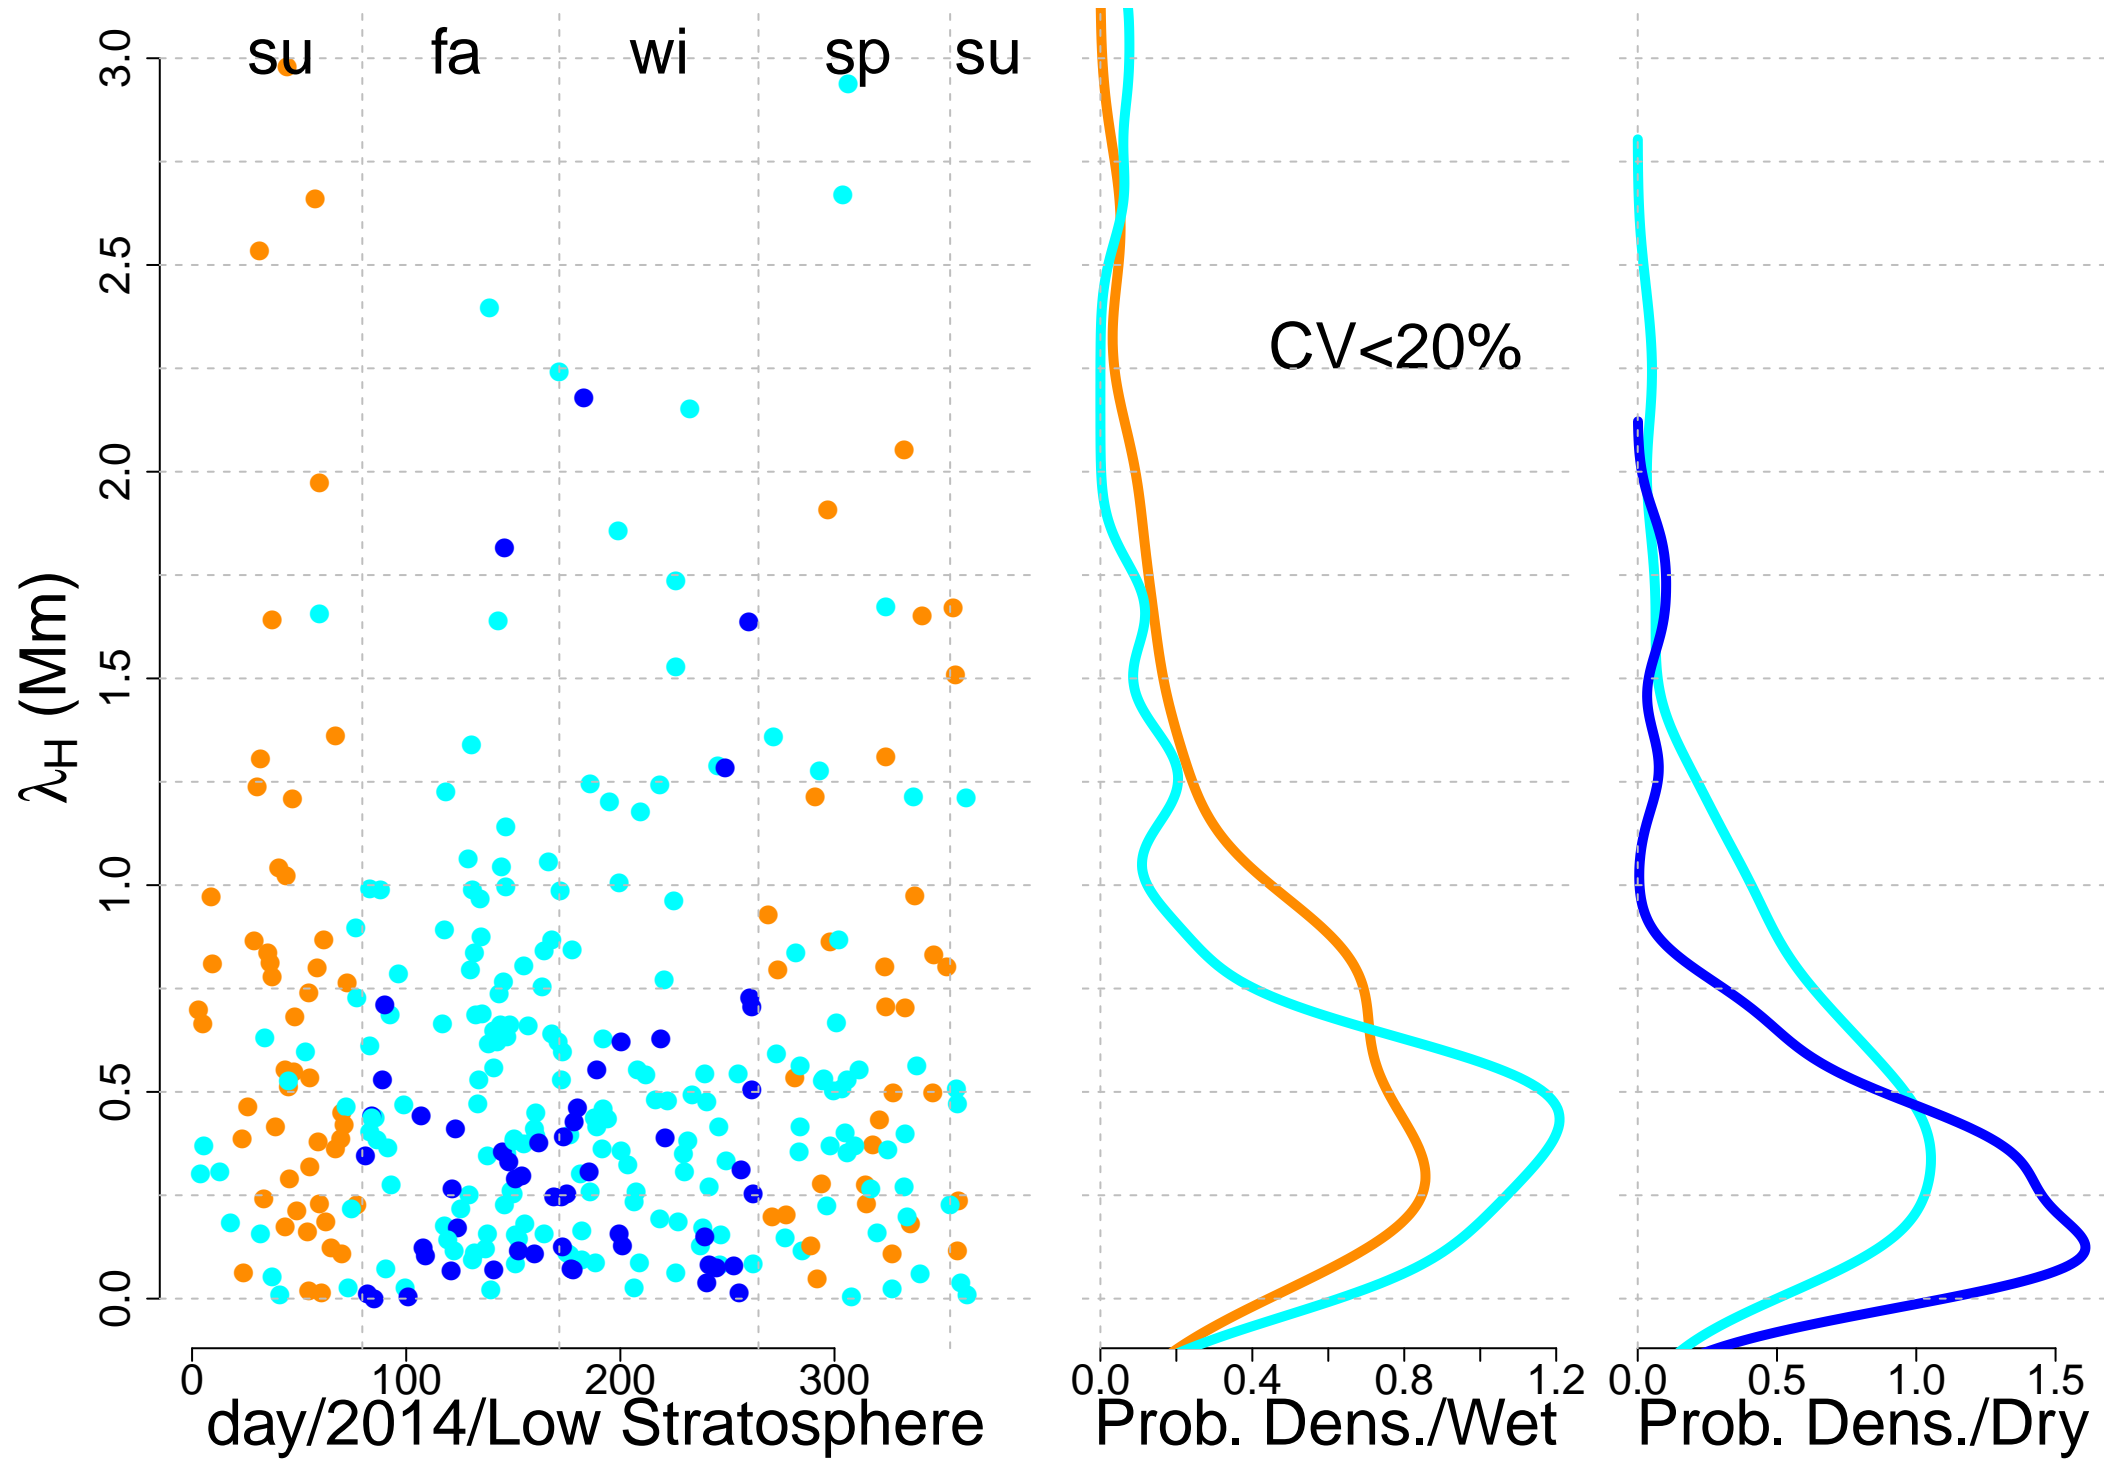 su fa wi sp su
CV<20%
λH (Mm)
3.0
2.5
2.0
1.5
1.0
0.5
0.0
0 100 200 300
0.0 0.4 0.8 1.2
0.0 0.5 1.0 1.5
day/2014/Low Stratosphere
Prob. Dens./Wet
Prob. Dens./Dry